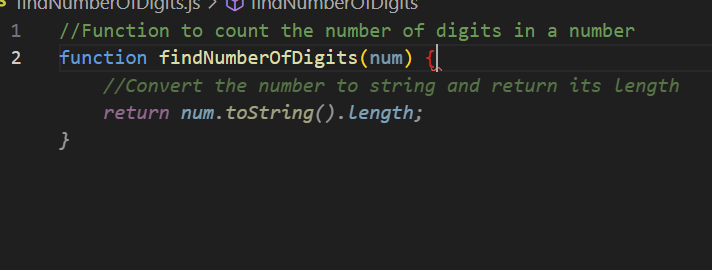 findNumberOfDigits.js > findNumberOfDigits
1 //Function to count the number of digits in a number
2 function findNumberOfDigits(num) {
//Convert the number to string and return its length
return num.toString().length;
}